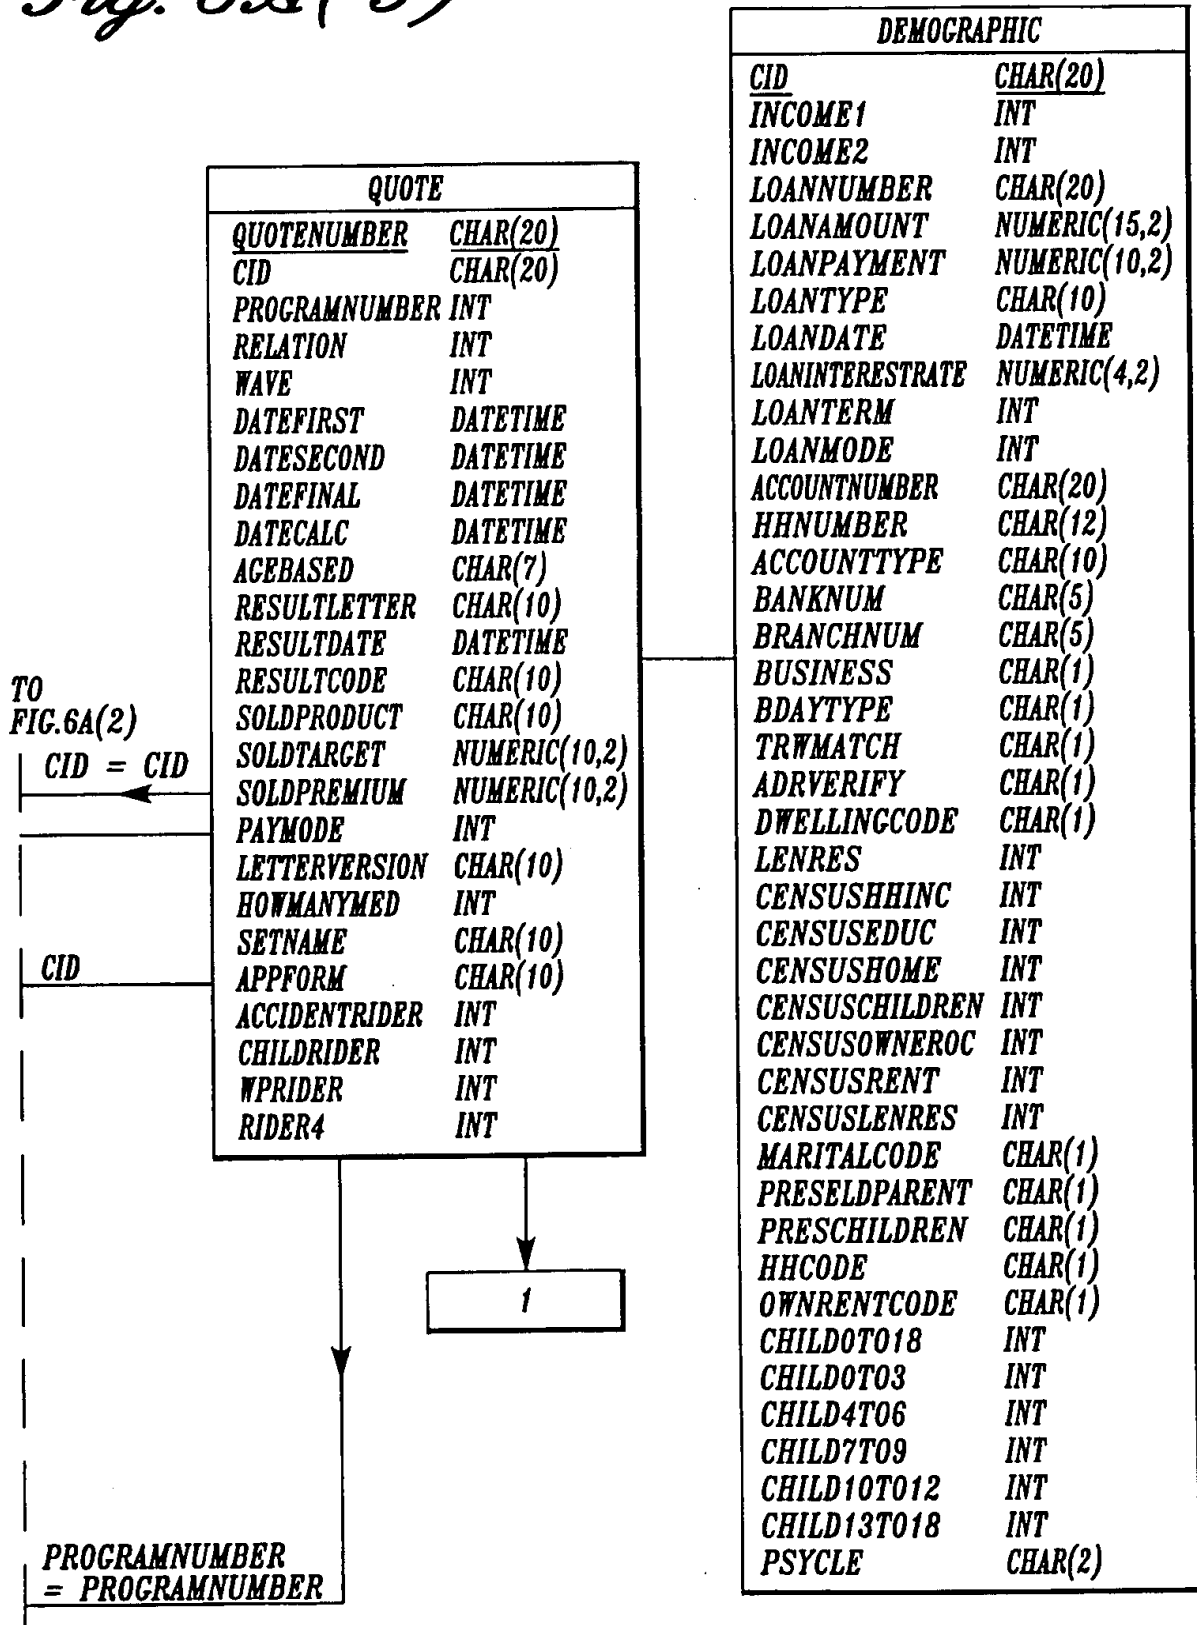 DEMOGRAPHIC
CID CHAR(20)
INCOME1 INT
INCOME2 INT
LOANNUMBER CHAR(20)
LOANAMOUNT NUMERIC(15,2)
LOANPAYMENT NUMERIC(10,2)
LOANTYPE CHAR(10)
LOANDATE DATETIME
LOANINTERESTRATE NUMERIC(4,2)
LOANTERM INT
LOANMODE INT
ACCOUNTNUMBER CHAR(20)
HHNUMBER CHAR(12)
ACCOUNTTYPE CHAR(10)
BANKNUM CHAR(5)
BRANCHNUM CHAR(5)
BUSINESS CHAR(1)
BDAYTYPE CHAR(1)
TRWMATCH CHAR(1)
ADRVERIFY CHAR(1)
DWELLINGCODE CHAR(1)
LENRES INT
CENSUSHHINC INT
CENSUSEDUC INT
CENSUSHOME INT
CENSUSCHILDREN INT
CENSUSOWNEROC INT
CENSUSRENT INT
CENSUSLENRES INT
MARITALCODE CHAR(1)
PRESELDPARENT CHAR(1)
PRESCHILDREN CHAR(1)
HHCODE CHAR(1)
OWNRENTCODE CHAR(1)
CHILD0TO18 INT
CHILD0TO3 INT
CHILD4TO6 INT
CHILD7TO9 INT
CHILD10TO12 INT
CHILD13TO18 INT
PSYCLE CHAR(2)
QUOTE
QUOTENUMBER CHAR(20)
CID CHAR(20)
PROGRAMNUMBER INT
RELATION INT
WAVE INT
DATEFIRST DATETIME
DATESECOND DATETIME
DATEFINAL DATETIME
DATECALC DATETIME
AGEBASED CHAR(7)
RESULTLETTER CHAR(10)
RESULTDATE DATETIME
RESULTCODE CHAR(10)
SOLDPRODUCT CHAR(10)
SOLDTARGET NUMERIC(10,2)
SOLDPREMIUM NUMERIC(10,2)
PAYMODE INT
LETTERVERSION CHAR(10)
HOWMANYMED INT
SETNAME CHAR(10)
APPFORM CHAR(10)
ACCIDENTRIDER INT
CHILDRIDER INT
WPRIDER INT
RIDER4 INT
TO
FIG.6A(2)
CID = CID
CID
1
PROGRAMNUMBER
= PROGRAMNUMBER